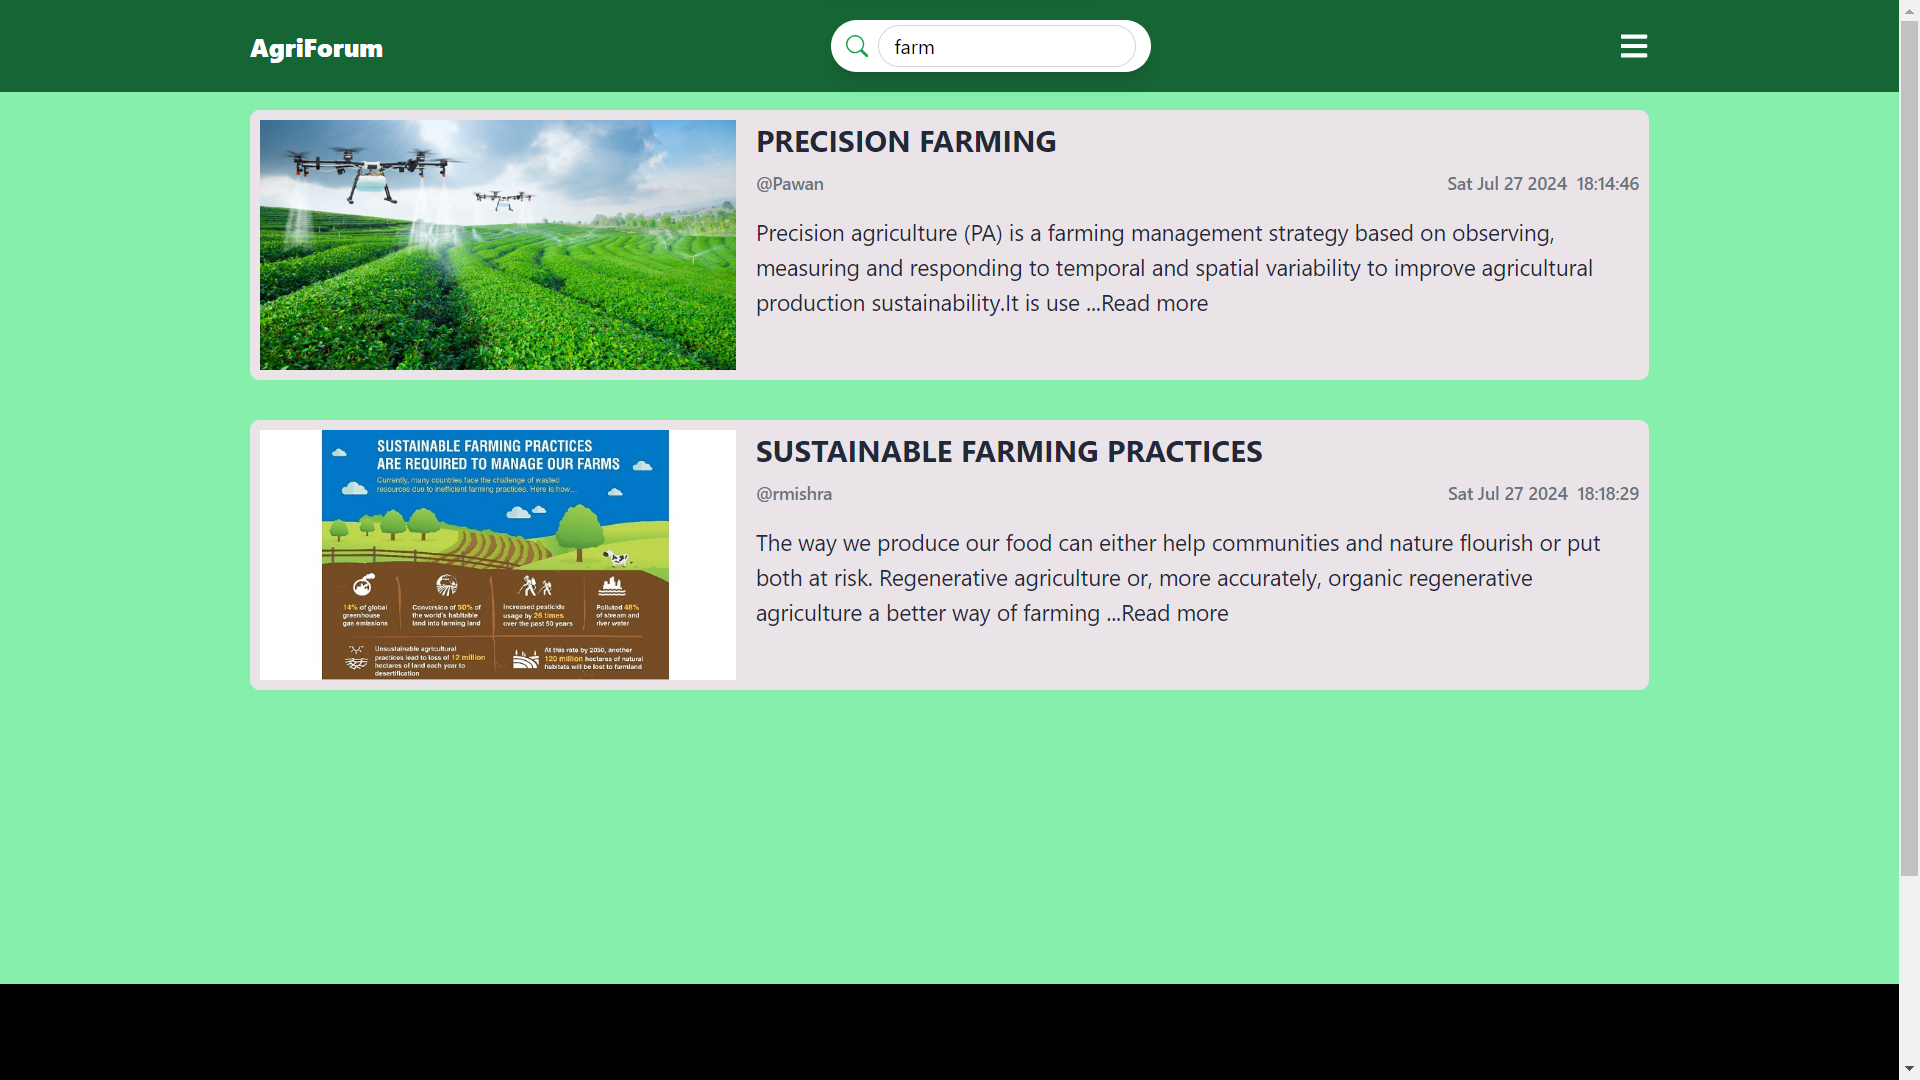 AgriForum
farm
PRECISION FARMING
@Pawan
Sat Jul 27 2024 18:14:46
Precision agriculture (PA) is a farming management strategy based on observing,
measuring and responding to temporal and spatial variability to improve agricultural
production sustainability.It is use ...Read more
SUSTAINABLE FARMING PRACTICES
ARE REQUIRED TO MANAGE OUR FARMS
Currently, many countries face the challenge of wasted
resources due to inefficient farming practices. Here is how...
14% of global
greenhouse
gas emissions
Conversion of 50% of
the world's habitable
land into farming land
Increased pesticide
usage by 26 times
over the past 50 years
Polluted 48%
of stream and
river water
Unsustainable agricultural
practices lead to loss of 12 million
hectares of land each year to
desertification
At this rate by 2050, another
120 million hectares of natural
habitats will be lost to farmland
SUSTAINABLE FARMING PRACTICES
@rmishra
Sat Jul 27 2024 18:18:29
The way we produce our food can either help communities and nature flourish or put
both at risk. Regenerative agriculture or, more accurately, organic regenerative
agriculture a better way of farming ...Read more